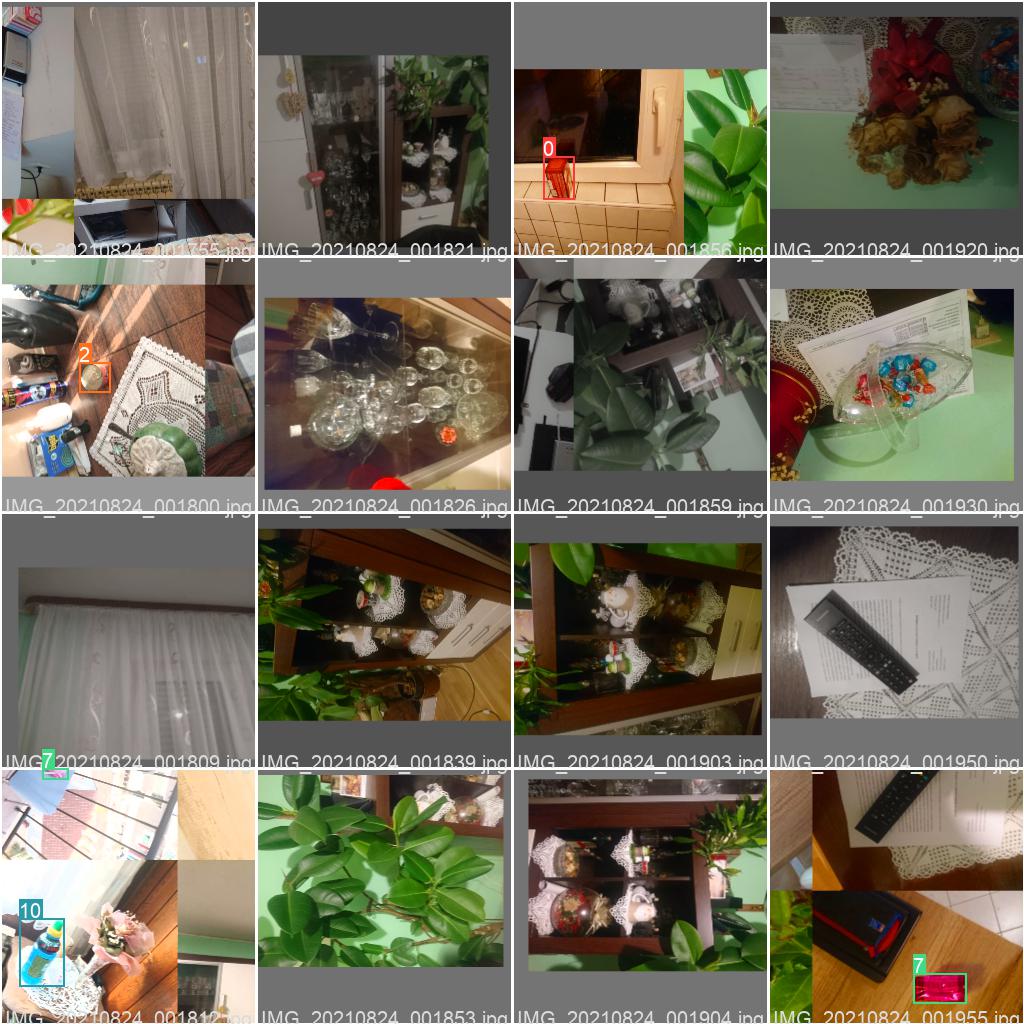 IMG_20210824_001755.jpg
IMG_20210824_001821.jpg
0
IMG_20210824_001856.jpg
IMG_20210824_001920.jpg
2
IMG_20210824_001800.jpg
IMG_20210824_001826.jpg
IMG_20210824_001859.jpg
IMG_20210824_001930.jpg
IMG_20210824_001809.jpg
IMG_20210824_001839.jpg
IMG_20210824_001903.jpg
IMG_20210824_001950.jpg
7
10
IMG_20210824_001812.jpg
IMG_20210824_001853.jpg
IMG_20210824_001904.jpg
7
IMG_20210824_001955.jpg